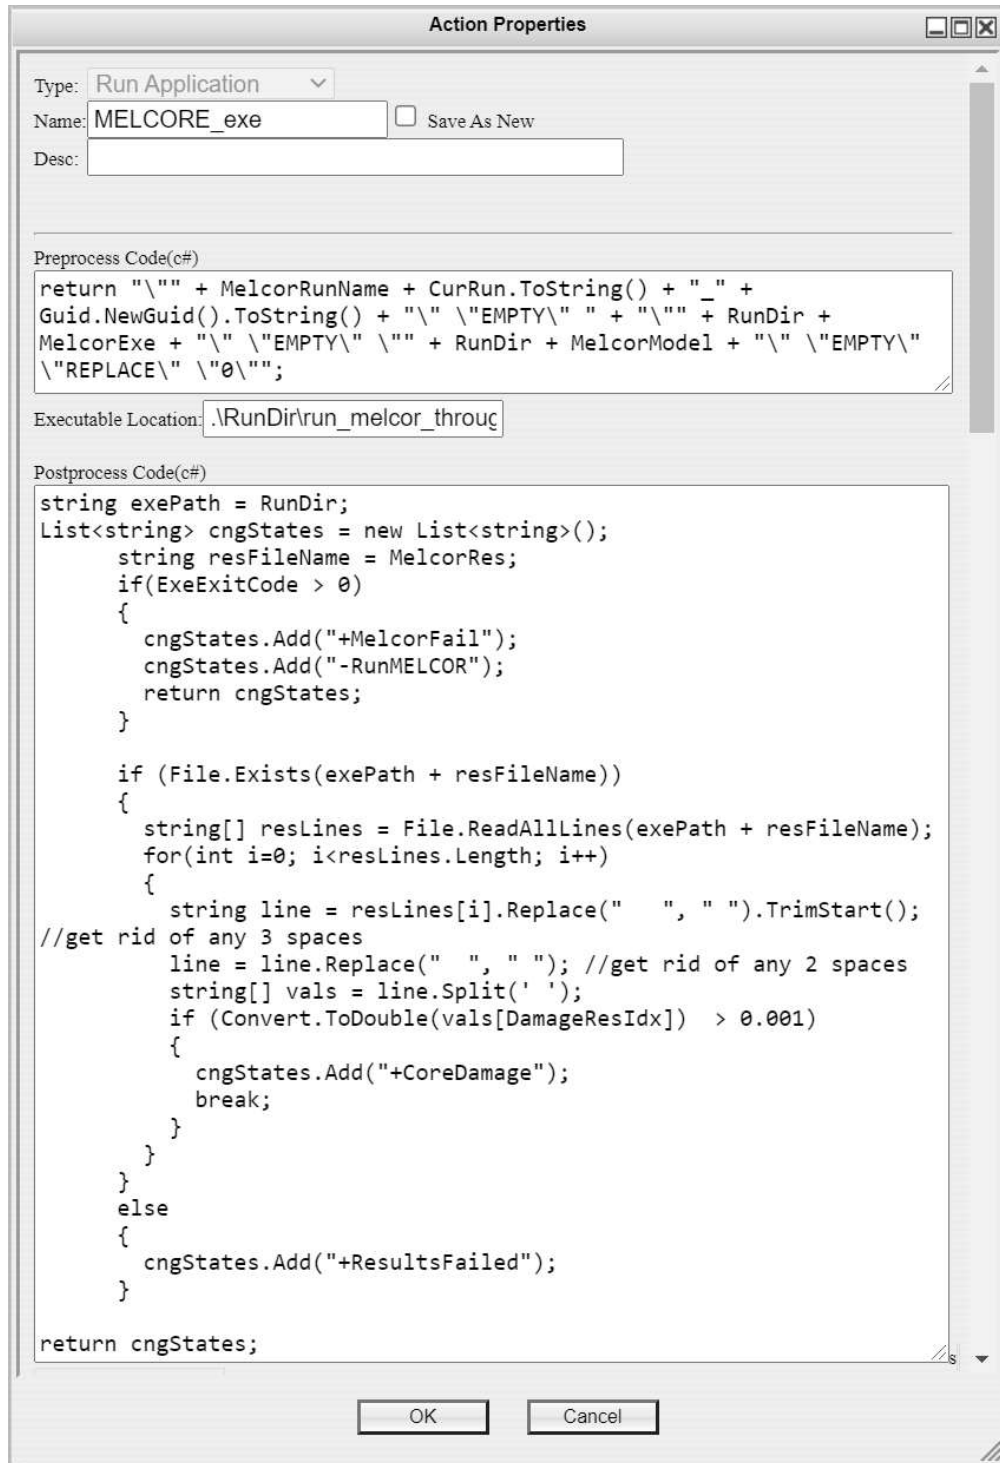 Action Properties
Type: Run Application
Name: MELCORE_exe Save As New
Desc:
Preprocess Code(c#)
return "\"" + MelcorRunName + CurRun.ToString() + "_" +
Guid.NewGuid().ToString() + "\" \"EMPTY\" " + "\"" + RunDir +
MelcorExe + "\" \"EMPTY\" \"" + RunDir + MelcorModel + "\" \"EMPTY\"
\"REPLACE\" \"0\"";
Executable Location: .\RunDir\run_melcor_throug
Postprocess Code(c#)
string exePath = RunDir;
List<string> cngStates = new List<string>();
string resFileName = MelcorRes;
if(ExeExitCode > 0)
{
cngStates.Add("+MelcorFail");
cngStates.Add("-RunMELCOR");
return cngStates;
}
if (File.Exists(exePath + resFileName))
{
string[] resLines = File.ReadAllLines(exePath + resFileName);
for(int i=0; i<resLines.Length; i++)
{
string line = resLines[i].Replace("   ", " ").TrimStart();
//get rid of any 3 spaces
line = line.Replace("  ", " "); //get rid of any 2 spaces
string[] vals = line.Split(' ');
if (Convert.ToDouble(vals[DamageResIdx])  > 0.001)
{
cngStates.Add("+CoreDamage");
break;
}
}
}
else
{
cngStates.Add("+ResultsFailed");
}
return cngStates;
s
OK Cancel